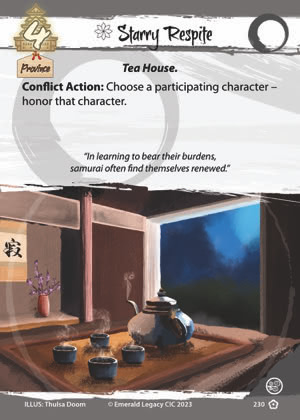 4
Starry Respite
Province
Tea House.
Conflict Action: Choose a participating character –
honor that character.
"In learning to bear their burdens,
samurai often find themselves renewed."
寂
ILLUS: Thulsa Doom © Emerald Legacy CIC 2023 230